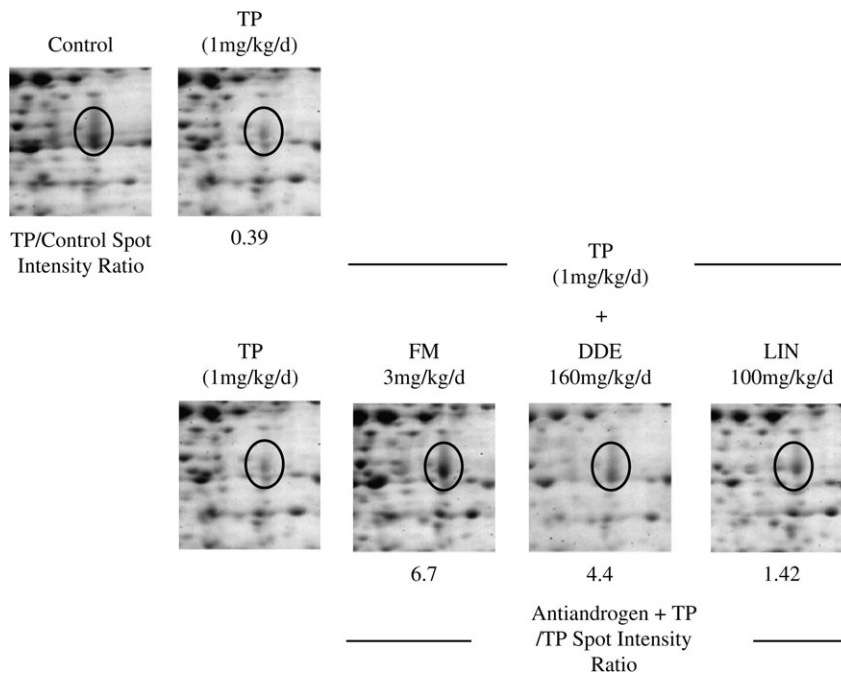 Control
TP
(1mg/kg/d)
TP/Control Spot
Intensity Ratio
0.39
TP
(1mg/kg/d)
+
TP
(1mg/kg/d)
FM
3mg/kg/d
DDE
160mg/kg/d
LIN
100mg/kg/d
6.7
4.4
1.42
Antiandrogen + TP
/TP Spot Intensity
Ratio